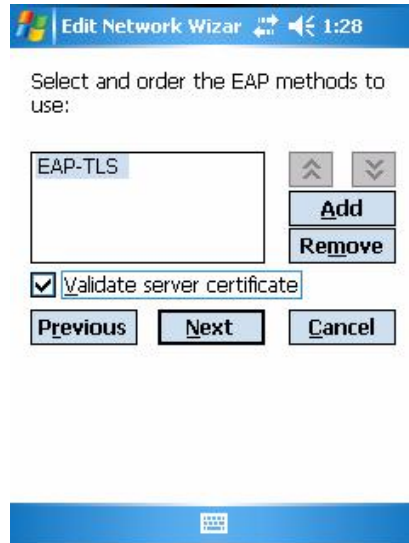 Edit Network Wizar 1:28
Select and order the EAP methods to
use:
EAP-TLS
Add
Remove
Validate server certificate
Previous Next Cancel